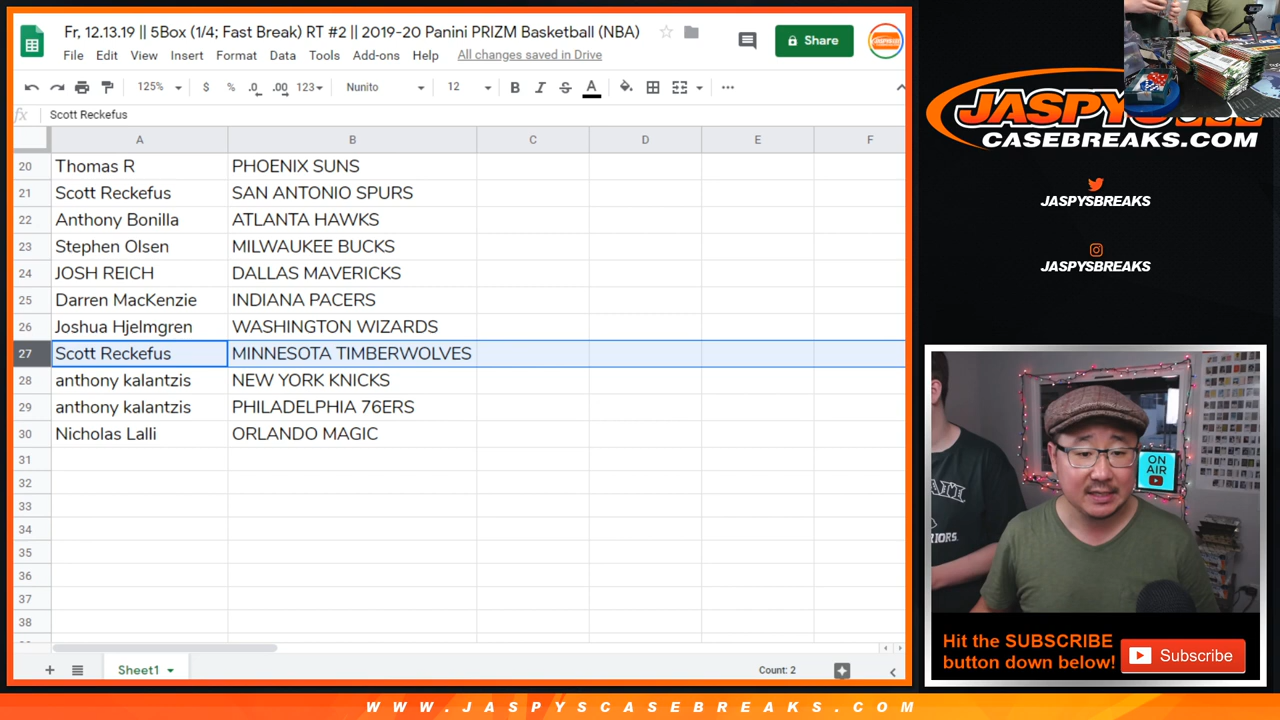 Fr, 12.13.19 || 5Box (1/4; Fast Break) RT #2 || 2019-20 Panini PRIZM Basketball (NBA)
File Edit View Insert Format Data Tools Add-ons Help All changes saved in Drive
Share
125% $ % .0 .00 123 Nunito 12 B I S A
fx Scott Reckefus
A B C D E F
20 Thomas R PHOENIX SUNS
21 Scott Reckefus SAN ANTONIO SPURS
22 Anthony Bonilla ATLANTA HAWKS
23 Stephen Olsen MILWAUKEE BUCKS
24 JOSH REICH DALLAS MAVERICKS
25 Darren MacKenzie INDIANA PACERS
26 Joshua Hjelmgren WASHINGTON WIZARDS
27 Scott Reckefus MINNESOTA TIMBERWOLVES
28 anthony kalantzis NEW YORK KNICKS
29 anthony kalantzis PHILADELPHIA 76ERS
30 Nicholas Lalli ORLANDO MAGIC
31
32
33
34
35
36
37
38
Sheet1 Count: 2
CASEBREAKS.COM
JASPYSBREAKS
JASPYSBREAKS
ON
AIR
Hit the SUBSCRIBE
button down below!
Subscribe
WWW.JASPYSCASEBREAKS.COM